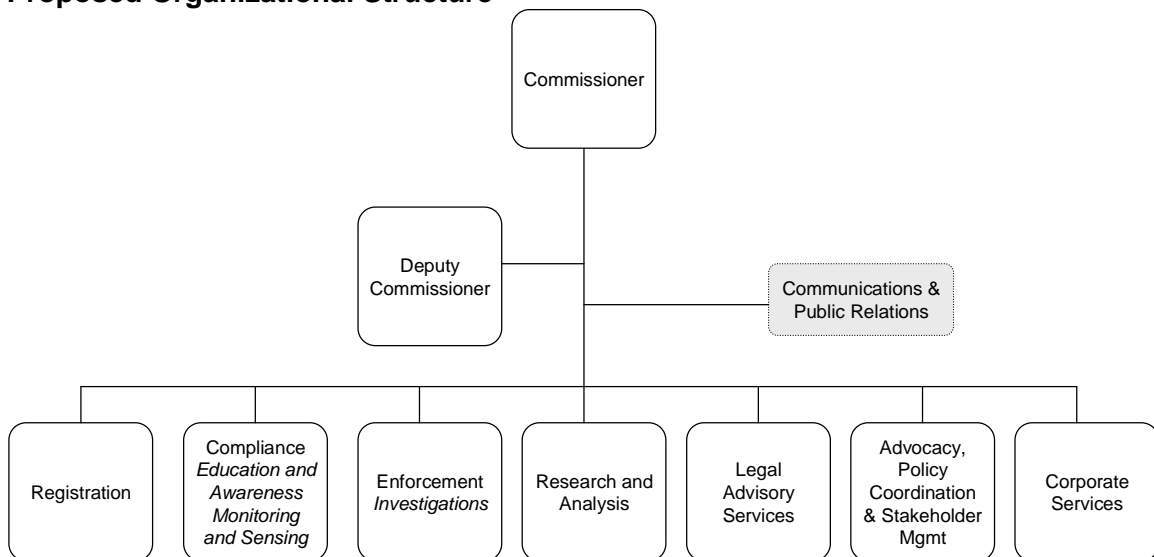 Proposed Organizational Structure
Commissioner
Deputy
Commissioner
Communications &
Public Relations
Registration
Compliance
Education and
Awareness
Monitoring
and Sensing
Enforcement
Investigations
Research and
Analysis
Legal
Advisory
Services
Advocacy,
Policy
Coordination
& Stakeholder
Mgmt
Corporate
Services